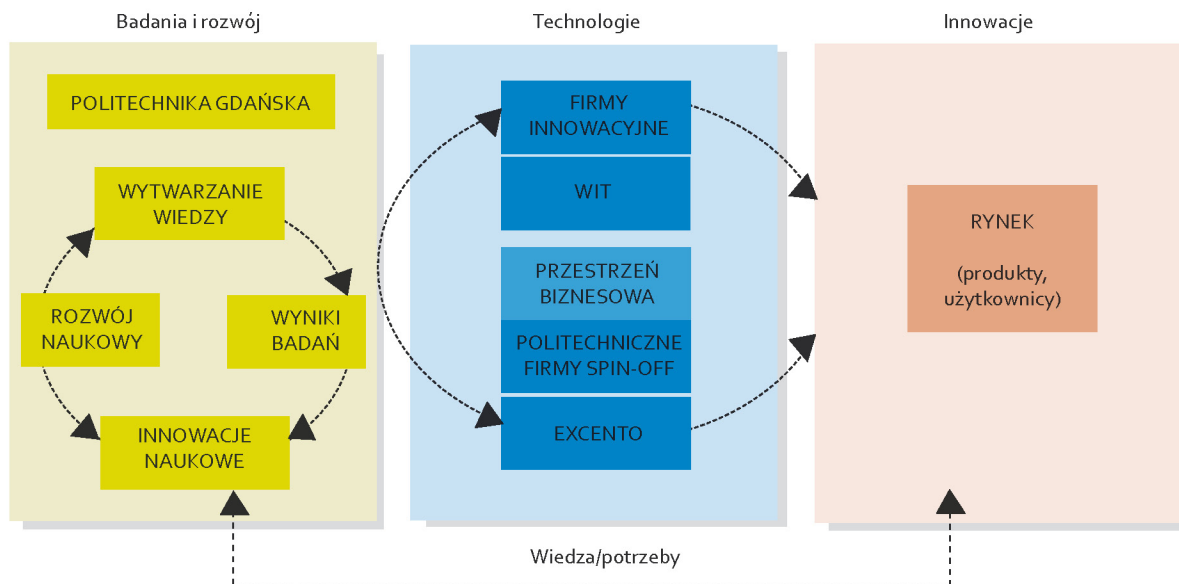 Badania i rozwój
POLITECHNIKA GDAŃSKA
WYTWARZANIE
WIEDZY
ROZWÓJ
NAUKOWY
WYNIKI
BADAŃ
INNOWACJE
NAUKOWE
Technologie
FIRMY
INNOWACYJNE
WIT
PRZESTRZEŃ
BIZNESOWA
POLITECHNICZNE
FIRMY SPIN-OFF
EXCENTO
Innowacje
RYNEK
(produkty,
użytkownicy)
Wiedza/potrzeby